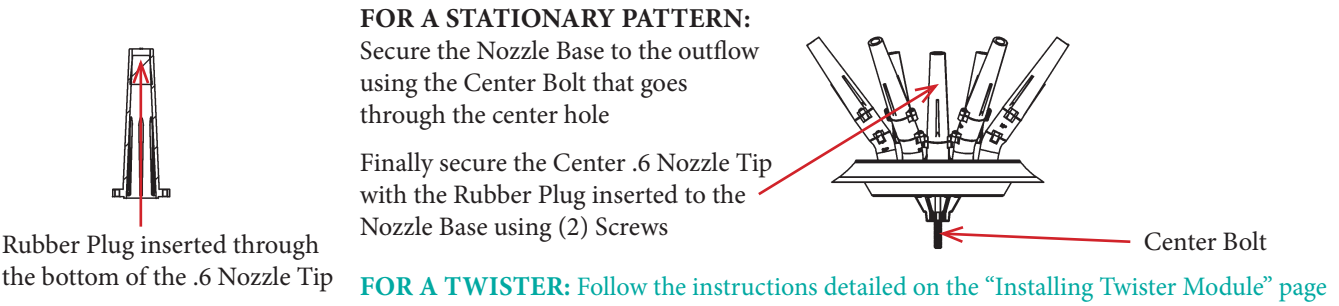 FOR A STATIONARY PATTERN:
Secure the Nozzle Base to the outflow
using the Center Bolt that goes
through the center hole
Finally secure the Center .6 Nozzle Tip
with the Rubber Plug inserted to the
Nozzle Base using (2) Screws
Rubber Plug inserted through
the bottom of the .6 Nozzle Tip
Center Bolt
FOR A TWISTER: Follow the instructions detailed on the “Installing Twister Module” page